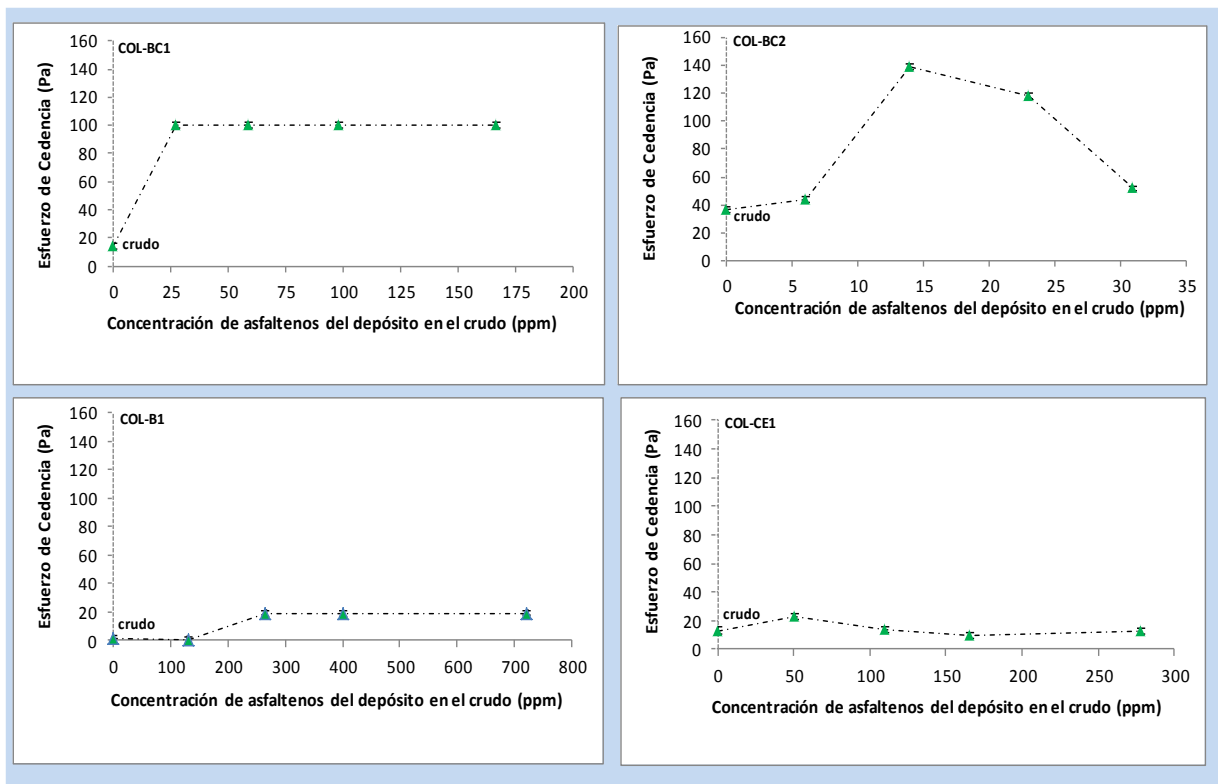 COL-BC1
Esfuerzo de Cedencia (Pa)
160
140
120
100
80
60
40
20
0
crudo
0 25 50 75 100 125 150 175 200
Concentración de asfaltenos del depósito en el crudo (ppm)
COL-BC2
Esfuerzo de Cedencia (Pa)
160
140
120
100
80
60
40
20
0
crudo
0 5 10 15 20 25 30 35
Concentración de asfaltenos del depósito en el crudo (ppm)
COL-B1
Esfuerzo de Cedencia (Pa)
160
140
120
100
80
60
40
20
0
crudo
0 100 200 300 400 500 600 700 800
Concentración de asfaltenos del depósito en el crudo (ppm)
COL-CE1
Esfuerzo de Cedencia (Pa)
160
140
120
100
80
60
40
20
0
crudo
0 50 100 150 200 250 300
Concentración de asfaltenos del depósito en el crudo (ppm)